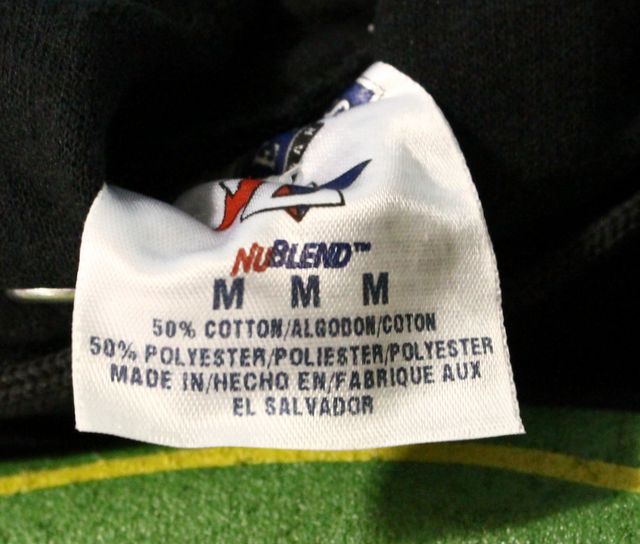 NUBLEND™
M M M
50% COTTON/ALGODON/COTON
50% POLYESTER/POLIESTER/POLYESTER
MADE IN/HECHO EN/FABRIQUE AUX
EL SALVADOR